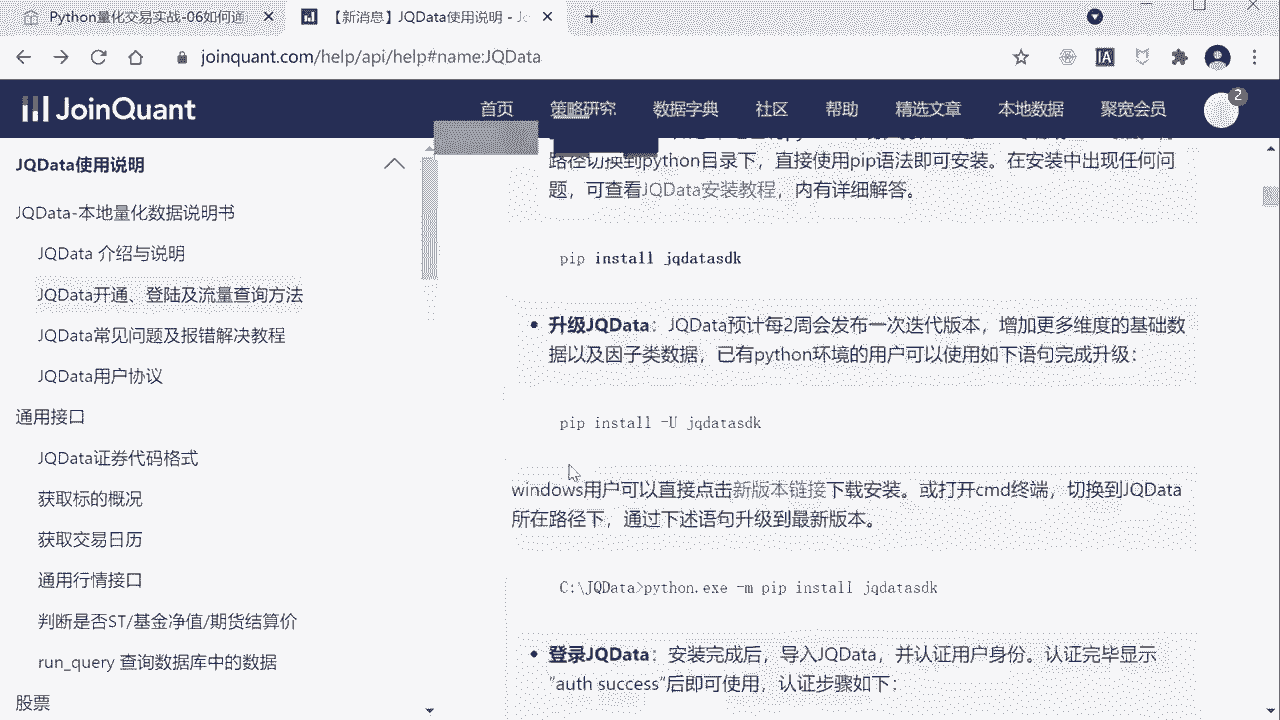 Python量化交易实战-06如何通
【新消息】JQData使用说明 - Jo
joinquant.com/help/api/help#name:JQData
JoinQuant
首页
策略研究
数据字典
社区
帮助
精选文章
本地数据
聚宽会员
2
JQData使用说明
JQData-本地量化数据说明书
JQData 介绍与说明
JQData开通、登陆及流量查询方法
JQData常见问题及报错解决教程
JQData用户协议
通用接口
JQData证券代码格式
获取标的概况
获取交易日历
通用行情接口
判断是否ST/基金净值/期货结算价
run_query 查询数据库中的数据
股票
路径切换到python目录下，直接使用pip语法即可安装。在安装中出现任何问
题，可查看JQData安装教程，内有详细解答。
pip install jqdatasdk
升级JQData：JQData预计每2周会发布一次迭代版本，增加更多维度的基础数
据以及因子类数据，已有python环境的用户可以使用如下语句完成升级：
pip install -U jqdatasdk
windows用户可以直接点击新版本链接下载安装。或打开cmd终端，切换到JQData
所在路径下，通过下述语句升级到最新版本。
C:\JQData>python.exe -m pip install jqdatasdk
登录JQData：安装完成后，导入JQData，并认证用户身份。认证完毕显示
"auth success"后即可使用，认证步骤如下：